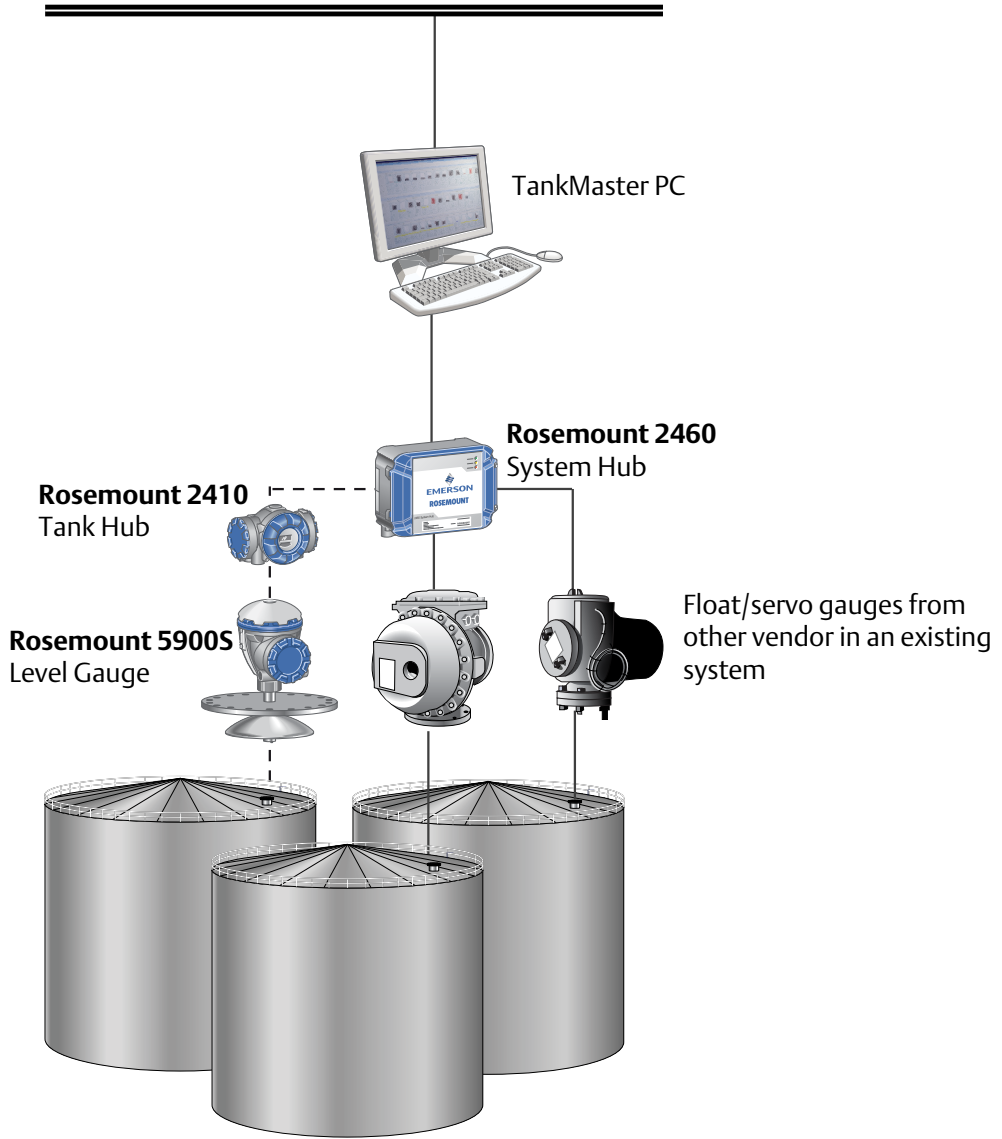 TankMaster PC
Rosemount 2460
System Hub
EMERSON
ROSEMOUNT
Rosemount 2410
Tank Hub
Rosemount 5900S
Level Gauge
Float/servo gauges from
other vendor in an existing
system